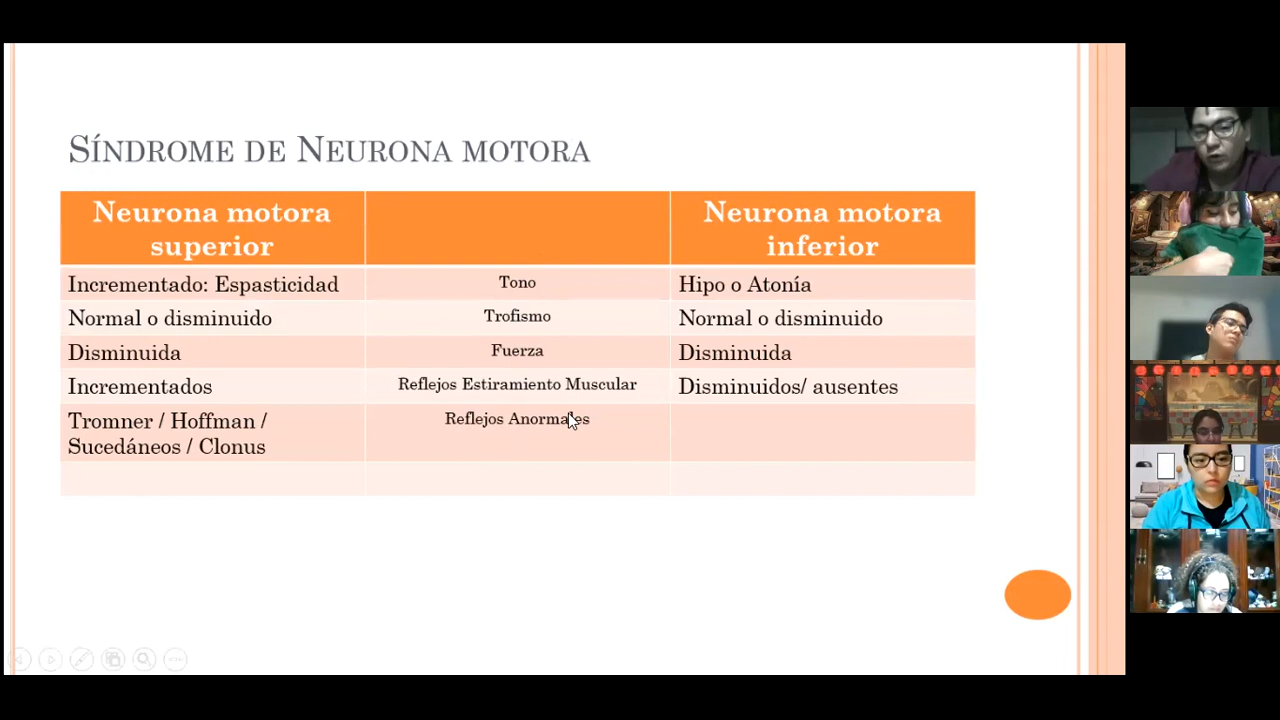 SÍNDROME DE NEURONA MOTORA
Neurona motora
superior
Neurona motora
inferior
Incrementado: Espasticidad
Tono
Hipo o Atonía
Normal o disminuido
Trofismo
Normal o disminuido
Disminuida
Fuerza
Disminuida
Incrementados
Reflejos Estiramiento Muscular
Disminuidos/ ausentes
Tromner / Hoffman /
Sucedáneos / Clonus
Reflejos Anormales